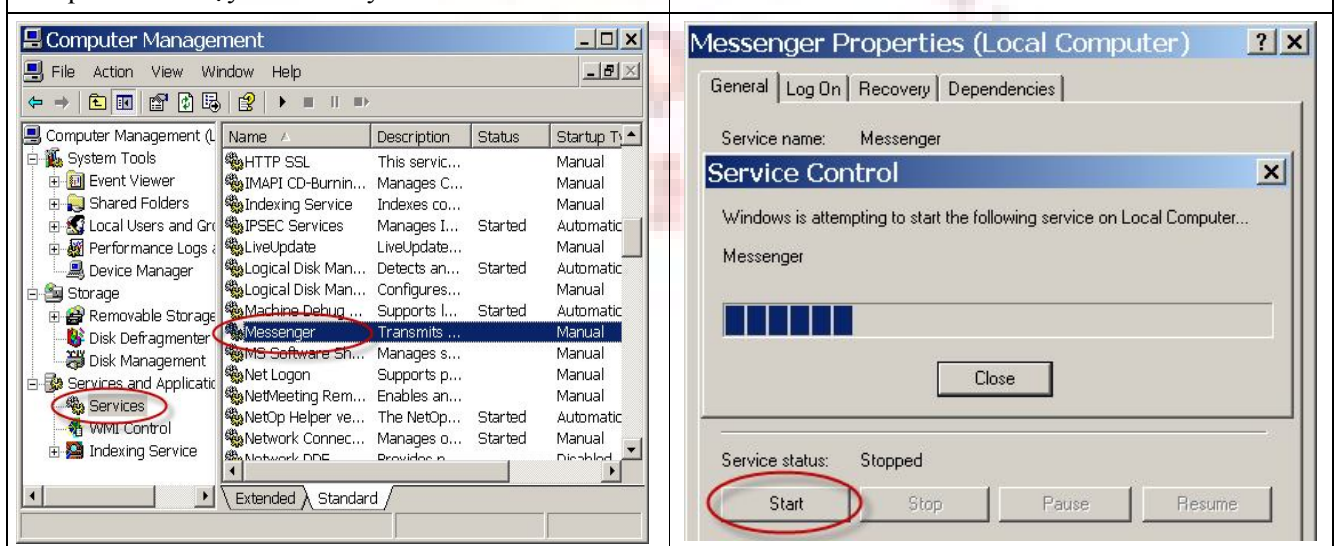 Computer Management
File Action View Window Help
Computer Management (L
System Tools
Event Viewer
Shared Folders
Local Users and Gro
Performance Logs a
Device Manager
Storage
Removable Storage
Disk Defragmenter
Disk Management
Services and Applicatic
Services
WMI Control
Indexing Service
Name Description Status Startup Ty
HTTP SSL This servic... Manual
IMAPI CD-Burnin... Manages C... Manual
Indexing Service Indexes co... Manual
IPSEC Services Manages I... Started Automatic
LiveUpdate LiveUpdate... Manual
Logical Disk Man... Detects an... Started Automatic
Logical Disk Man... Configures... Manual
Machine Debug ... Supports l... Started Automatic
Messenger Transmits ... Manual
MS Software Sh... Manages s... Manual
Net Logon Supports p... Manual
NetMeeting Rem... Enables an... Manual
NetOp Helper ve... The NetOp... Started Automatic
Network Connec... Manages o... Started Manual
Network DDE Provides n Disabled
Extended Standard
Messenger Properties (Local Computer)
General Log On Recovery Dependencies
Service name: Messenger
Service Control
Windows is attempting to start the following service on Local Computer...
Messenger
Close
Service status: Stopped
Start Stop Pause Resume